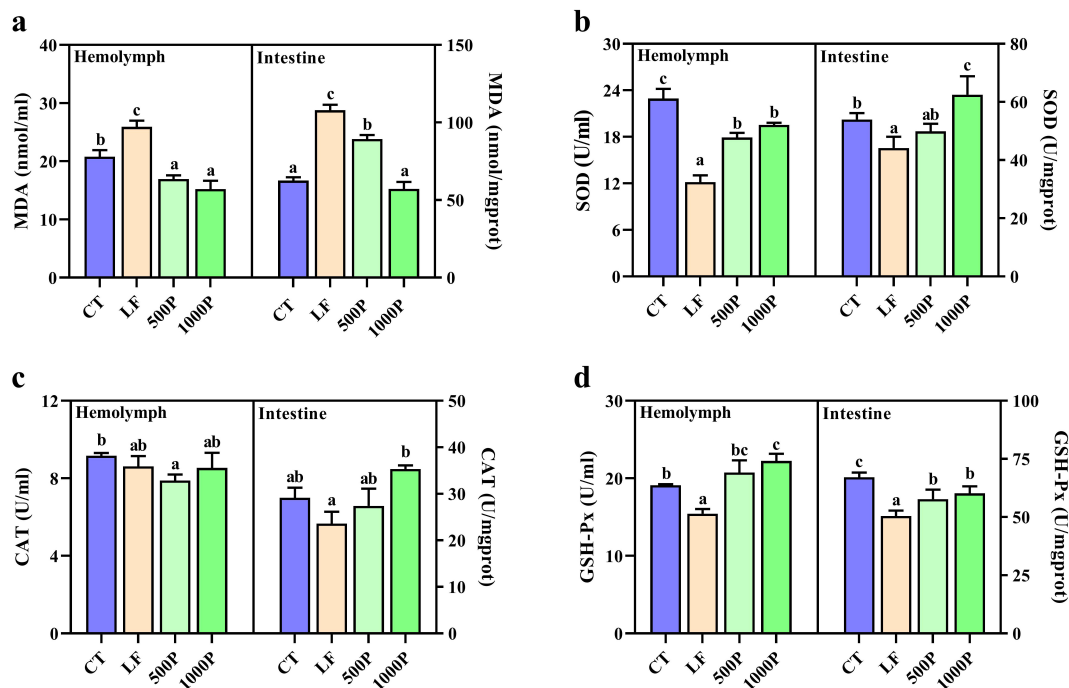 a
Hemolymph
Intestine
MDA (nmol/ml)
40
30
20
10
0
b
c
a
a
a
c
b
a
150
100
50
0
MDA (nmol/mgprot)
CT
LF
500P
1000P
CT
LF
500P
1000P
b
Hemolymph
Intestine
SOD (U/ml)
30
24
18
12
6
0
c
a
b
b
b
a
ab
c
80
60
40
20
0
SOD (U/mgprot)
CT
LF
500P
1000P
CT
LF
500P
1000P
c
Hemolymph
Intestine
CAT (U/ml)
12
8
4
0
b
ab
a
ab
ab
a
ab
b
50
40
30
20
10
0
CAT (U/mgprot)
CT
LF
500P
1000P
CT
LF
500P
1000P
d
Hemolymph
Intestine
GSH-Px (U/ml)
30
20
10
0
b
a
bc
c
c
a
b
b
100
75
50
25
0
GSH-Px (U/mgprot)
CT
LF
500P
1000P
CT
LF
500P
1000P